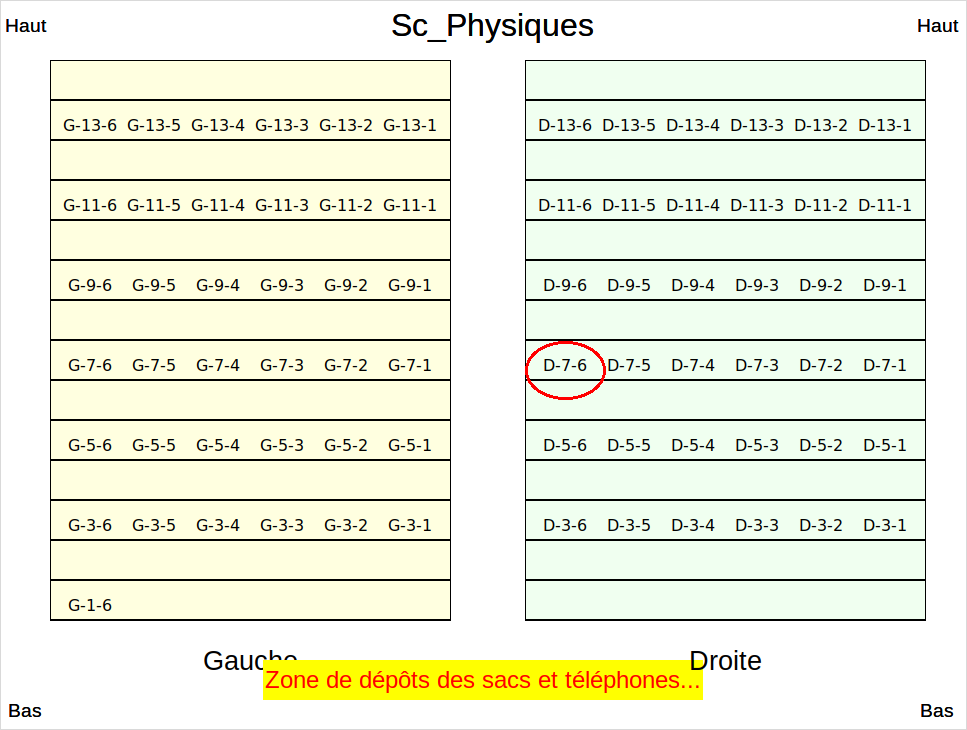 Haut Sc_Physiques Haut
G-13-6 G-13-5 G-13-4 G-13-3 G-13-2 G-13-1 D-13-6 D-13-5 D-13-4 D-13-3 D-13-2 D-13-1
G-11-6 G-11-5 G-11-4 G-11-3 G-11-2 G-11-1 D-11-6 D-11-5 D-11-4 D-11-3 D-11-2 D-11-1
G-9-6 G-9-5 G-9-4 G-9-3 G-9-2 G-9-1 D-9-6 D-9-5 D-9-4 D-9-3 D-9-2 D-9-1
G-7-6 G-7-5 G-7-4 G-7-3 G-7-2 G-7-1 D-7-6 D-7-5 D-7-4 D-7-3 D-7-2 D-7-1
G-5-6 G-5-5 G-5-4 G-5-3 G-5-2 G-5-1 D-5-6 D-5-5 D-5-4 D-5-3 D-5-2 D-5-1
G-3-6 G-3-5 G-3-4 G-3-3 G-3-2 G-3-1 D-3-6 D-3-5 D-3-4 D-3-3 D-3-2 D-3-1
G-1-6
Gauche Droite
Zone de dépôts des sacs et téléphones...
Bas Bas